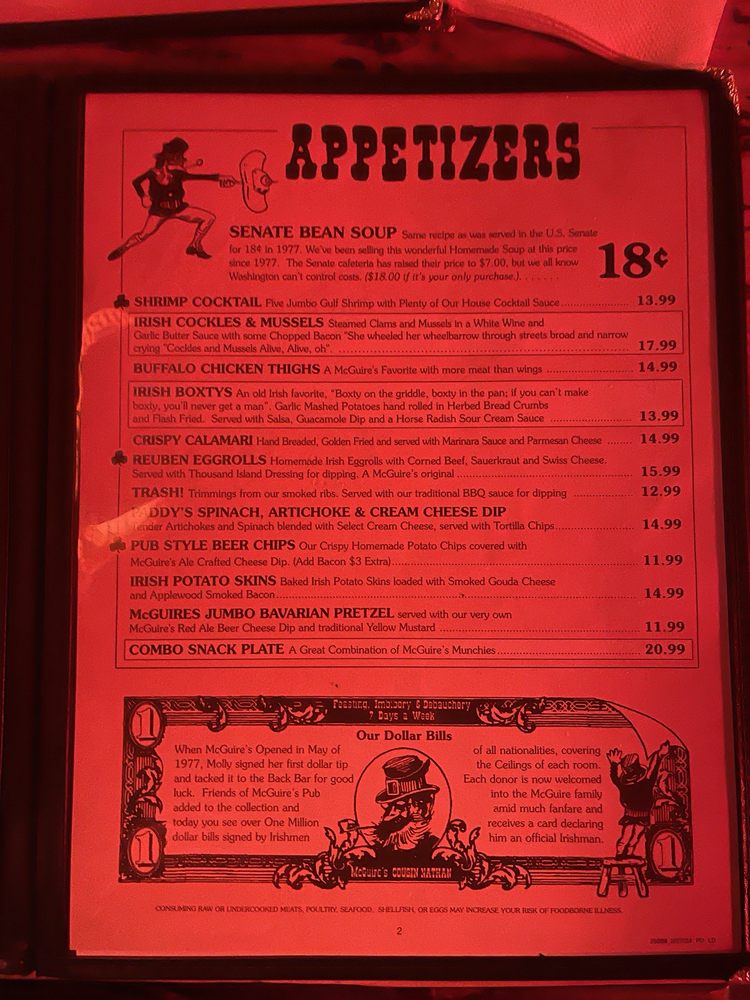 APPETIZERS
SENATE BEAN SOUP Same recipe as was served in the U.S. Senate
for 18¢ in 1977. We've been selling this wonderful Homemade Soup at this price
since 1977. The Senate cafeteria has raised their price to $7.00, but we all know
Washington can't control costs. ($18.00 if it's your only purchase.). . . . . . . 18¢
SHRIMP COCKTAIL Five Jumbo Gulf Shrimp with Plenty of Our House Cocktail Sauce 13.99
IRISH COCKLES & MUSSELS Steamed Clams and Mussels in a White Wine and
Garlic Butter Sauce with some Chopped Bacon "She wheeled her wheelbarrow through streets broad and narrow
crying "Cockles and Mussels Alive, Alive, oh". 17.99
BUFFALO CHICKEN THIGHS A McGuire's Favorite with more meat than wings 14.99
IRISH BOXTYS An old Irish favorite, "Boxty on the griddle, boxty in the pan; if you can't make
boxty, you'll never get a man". Garlic Mashed Potatoes hand rolled in Herbed Bread Crumbs
and Flash Fried. Served with Salsa, Guacamole Dip and a Horse Radish Sour Cream Sauce 13.99
CRISPY CALAMARI Hand Breaded, Golden Fried and served with Marinara Sauce and Parmesan Cheese 14.99
REUBEN EGGROLLS Homemade Irish Eggrolls with Corned Beef, Sauerkraut and Swiss Cheese.
Served with Thousand Island Dressing for dipping. A McGuire's original 15.99
TRASH! Trimmings from our smoked ribs. Served with our traditional BBQ sauce for dipping 12.99
PADDY'S SPINACH, ARTICHOKE & CREAM CHEESE DIP
Tender Artichokes and Spinach blended with Select Cream Cheese, served with Tortilla Chips 14.99
PUB STYLE BEER CHIPS Our Crispy Homemade Potato Chips covered with
McGuire's Ale Crafted Cheese Dip. (Add Bacon $3 Extra) 11.99
IRISH POTATO SKINS Baked Irish Potato Skins loaded with Smoked Gouda Cheese
and Applewood Smoked Bacon 14.99
McGUIRES JUMBO BAVARIAN PRETZEL served with our very own
McGuire's Red Ale Beer Cheese Dip and traditional Yellow Mustard 11.99
COMBO SNACK PLATE A Great Combination of McGuire's Munchies 20.99
Feasting, Imbibery & Debauchery
7 Days a Week
1
Our Dollar Bills
When McGuire's Opened in May of
1977, Molly signed her first dollar tip
and tacked it to the Back Bar for good
luck. Friends of McGuire's Pub
added to the collection and
today you see over One Million
dollar bills signed by Irishmen
of all nationalities, covering
the Ceilings of each room.
Each donor is now welcomed
into the McGuire family
amid much fanfare and
receives a card declaring
him an official Irishman.
1
1
McGuire's COUSIN NATHAN
CONSUMING RAW OR UNDERCOOKED MEATS, POULTRY, SEAFOOD, SHELLFISH, OR EGGS MAY INCREASE YOUR RISK OF FOODBORNE ILLNESS.
2